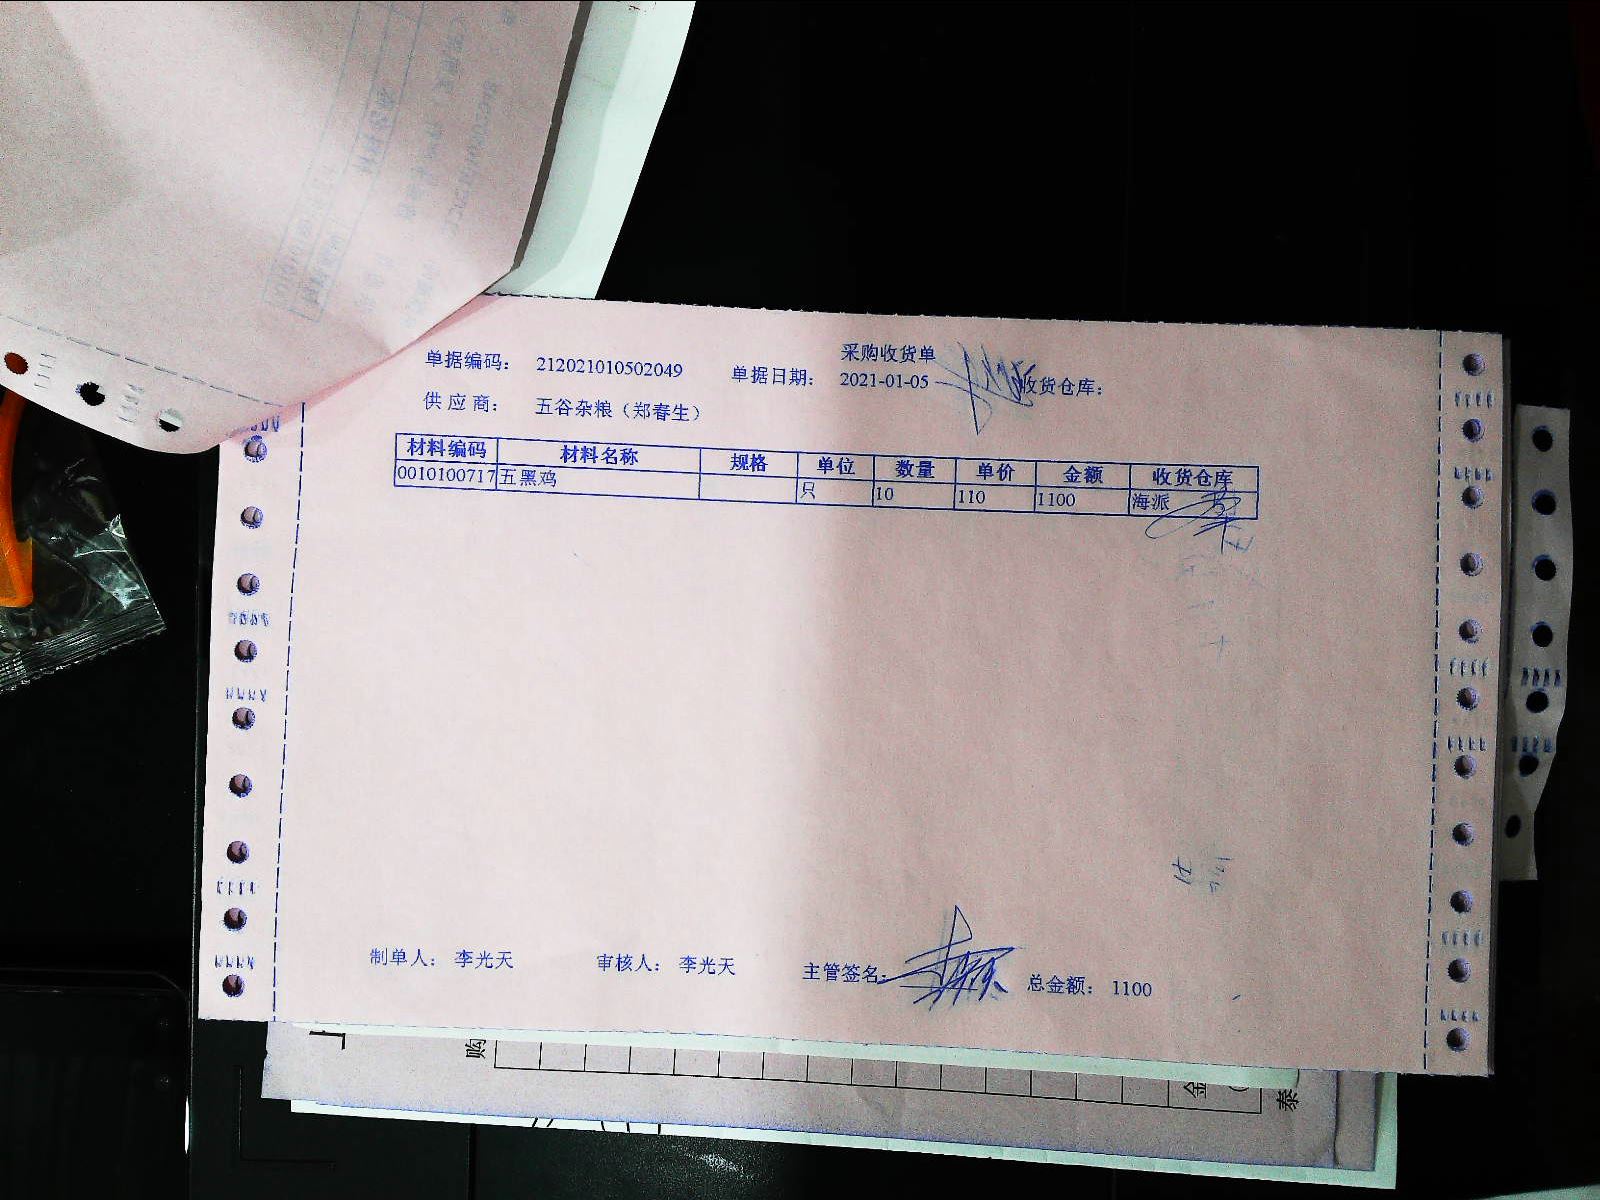 采购收货单
单据编码： 212021010502049 单据日期： 2021-01-05 收货仓库：
供应商： 五谷杂粮（郑春生）
材料编码 材料名称 规格 单位 数量 单价 金额 收货仓库
0010100717 五黑鸡 只 10 110 1100 海派
制单人： 李光天 审核人： 李光天 主管签名： 总金额： 1100
购
金
泰